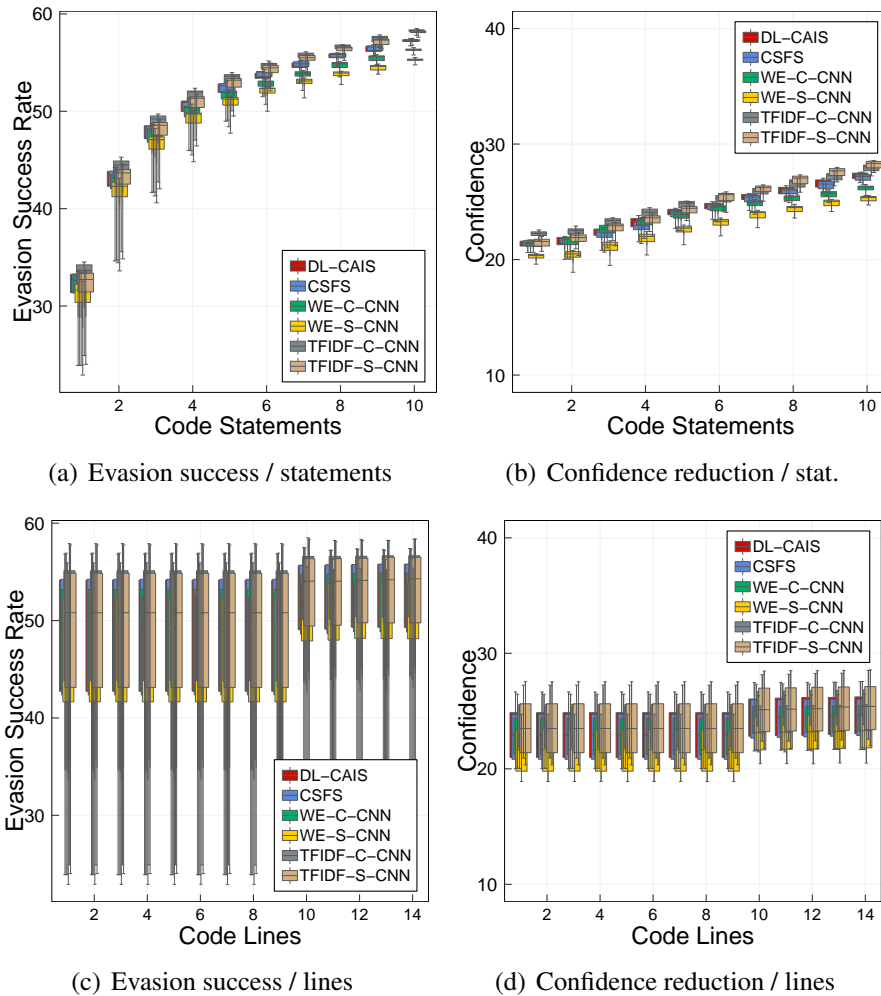 60
50
40
30
Evasion Success Rate
DL−CAIS
CSFS
WE−C−CNN
WE−S−CNN
TFIDF−C−CNN
TFIDF−S−CNN
2 4 6 8 10
Code Statements
(a) Evasion success / statements
40
30
20
10
Confidence
DL−CAIS
CSFS
WE−C−CNN
WE−S−CNN
TFIDF−C−CNN
TFIDF−S−CNN
2 4 6 8 10
Code Statements
(b) Confidence reduction / stat.
60
50
40
30
Evasion Success Rate
DL−CAIS
CSFS
WE−C−CNN
WE−S−CNN
TFIDF−C−CNN
TFIDF−S−CNN
2 4 6 8 10 12 14
Code Lines
(c) Evasion success / lines
40
30
20
10
Confidence
DL−CAIS
CSFS
WE−C−CNN
WE−S−CNN
TFIDF−C−CNN
TFIDF−S−CNN
2 4 6 8 10 12 14
Code Lines
(d) Confidence reduction / lines